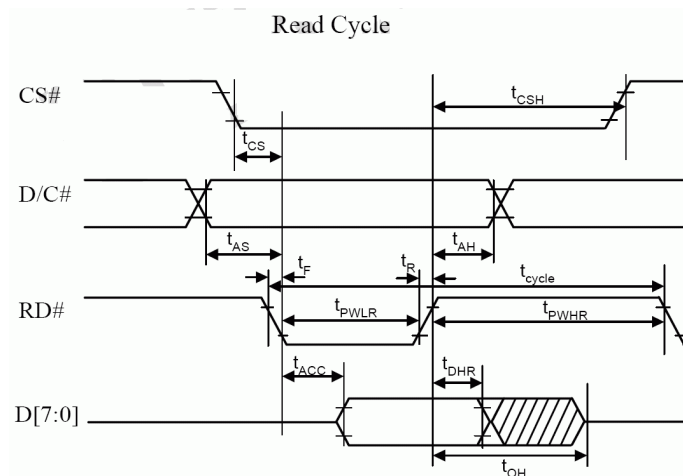 Read Cycle
CS#
tCSH
tCS
D/C#
tAS
tAH
tF
tR
tcycle
RD#
tPWLR
tPWHR
tACC
tDHR
D[7:0]
tOH